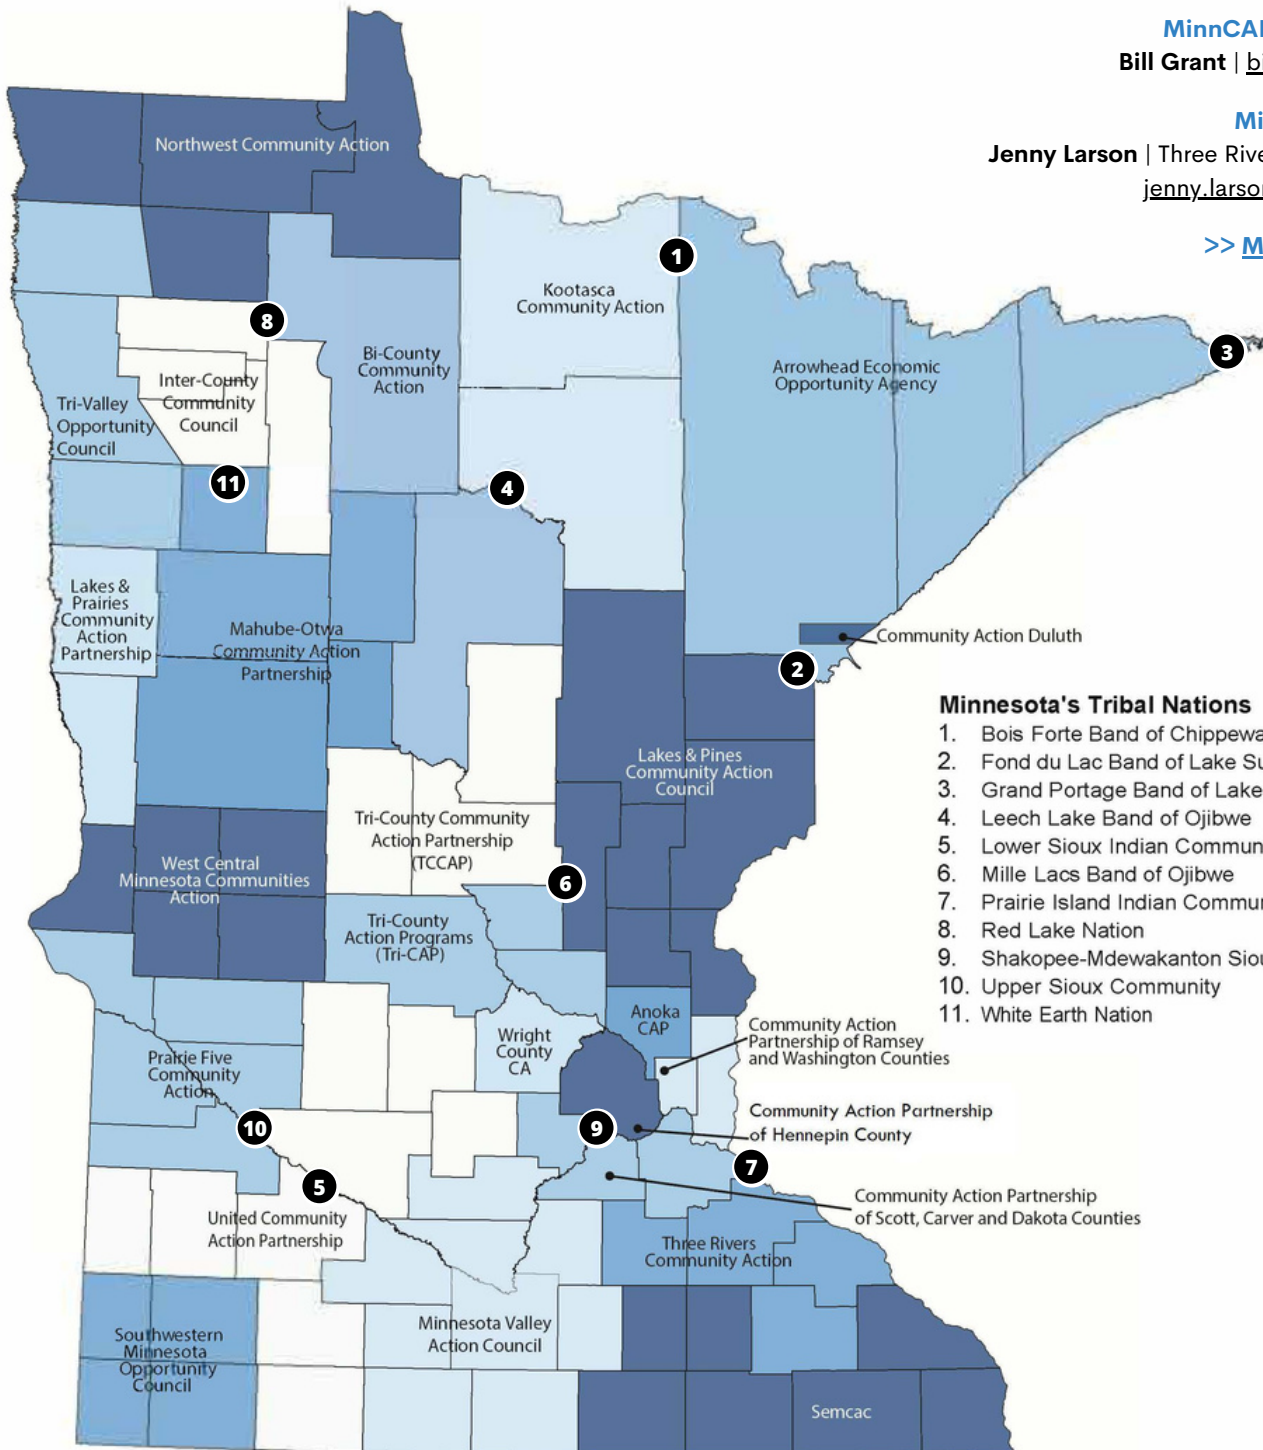 MinnCAP
Bill Grant |
Jenny Larson | Three
>>
Northwest Community Action
1
Kootasca
Community Action
8
3
Bi-County
Community
Action
Arrowhead Economic
Opportunity Agency
Inter-County
Community
Council
Tri-Valley
Opportunity
Council
11
4
Lakes &
Prairies
Community
Action
Partnership
Mahube-Otwa
Community Action
Partnership
Community Action Duluth
2
Minnesota's Tribal Nations
1. Bois Forte Band of Chippewa
2. Fond du Lac Band of Lake
3. Grand Portage Band of Lake
4. Leech Lake Band of Ojibwe
5. Lower Sioux Indian
6. Mille Lacs Band of Ojibwe
7. Prairie Island Indian
8. Red Lake Nation
9. Shakopee-Mdewakanton
10. Upper Sioux Community
11. White Earth Nation
Lakes & Pines
Community Action
Council
Tri-County Community
Action Partnership
(TCCAP)
West Central
Minnesota Communities
Action
6
Tri-County
Action Programs
(Tri-CAP)
Anoka
CAP
Wright
County
CA
Community Action
Partnership of Ramsey
and Washington Counties
Prairie Five
Community
Action
Community Action Partnership
of Hennepin County
10
9
7
5
Community Action Partnership
of Scott, Carver and Dakota Counties
United Community
Action Partnership
Three Rivers
Community Action
Southwestern
Minnesota
Opportunity
Council
Minnesota Valley
Action Council
Semcac